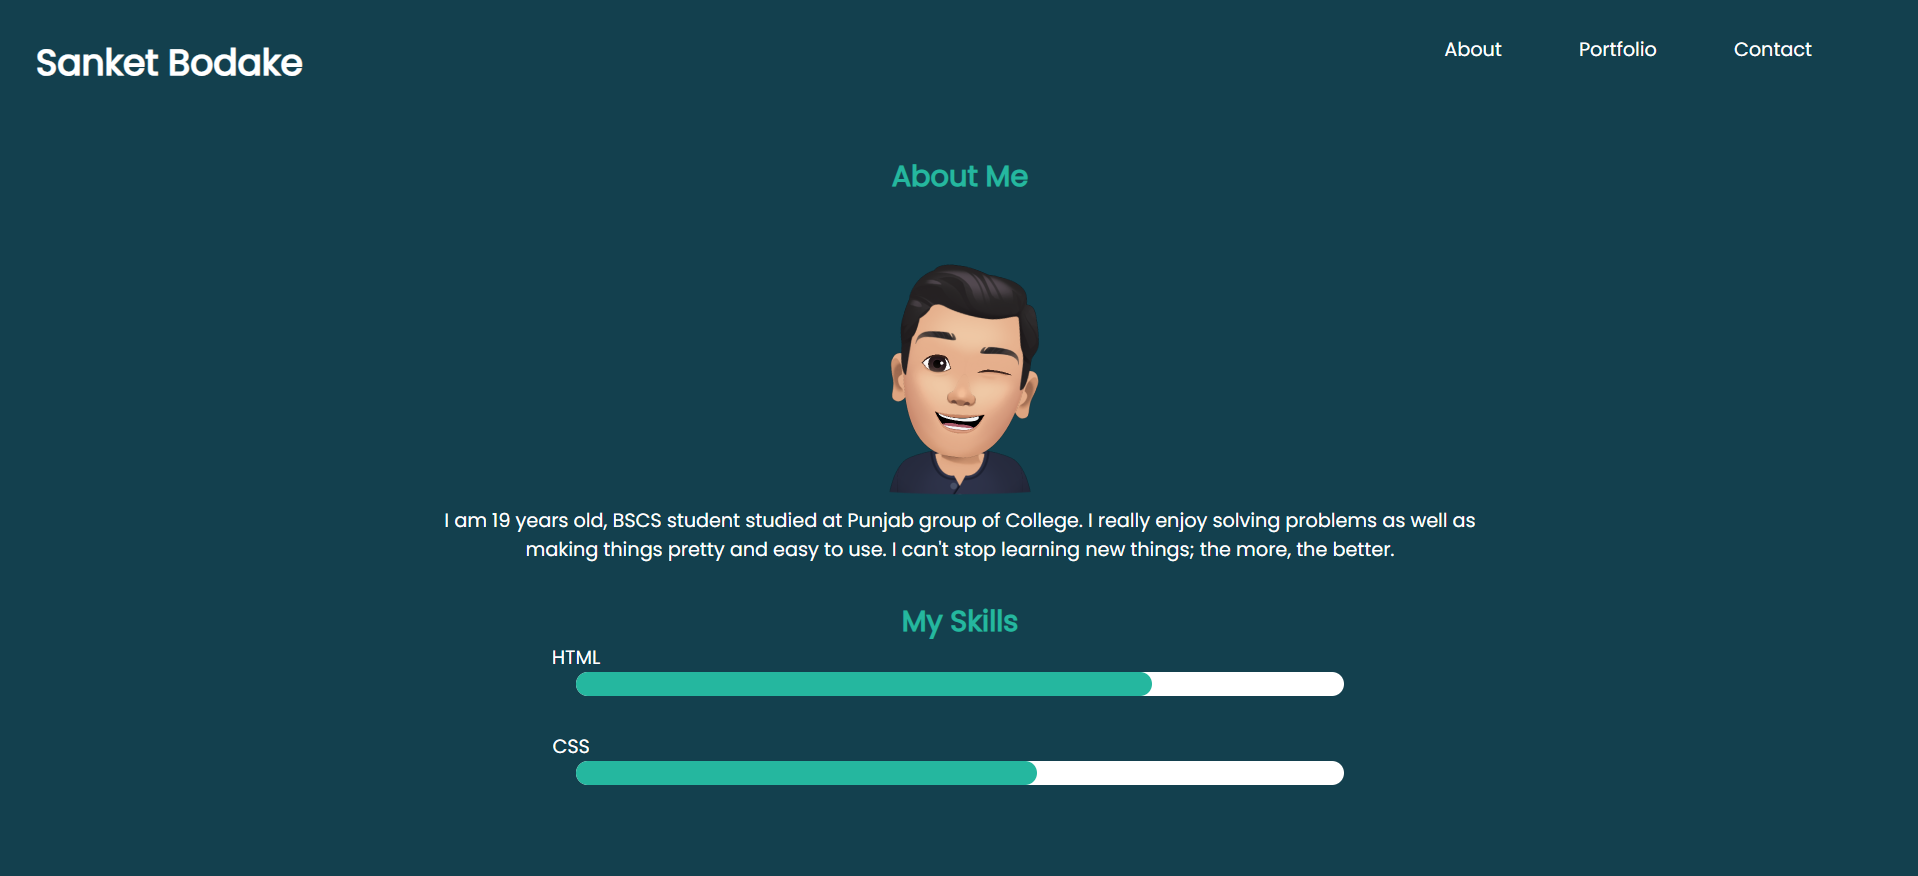 Sanket Bodake
About
Portfolio
Contact
About Me
I am 19 years old, BSCS student studied at Punjab group of College. I really enjoy solving problems as well as
making things pretty and easy to use. I can't stop learning new things; the more, the better.
My Skills
HTML
CSS